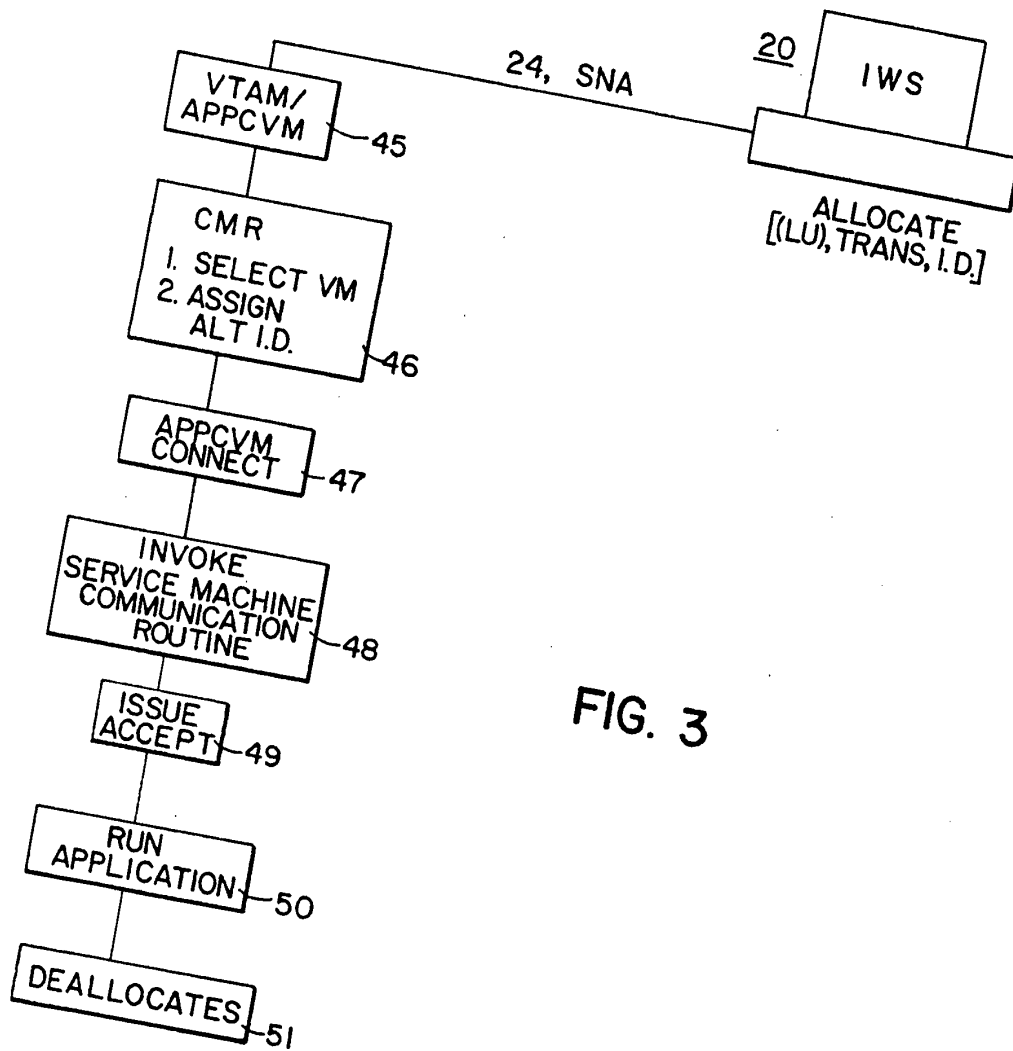 20
IWS
24, SNA
ALLOCATE
[(LU), TRANS, I.D.]
VTAM/
APPCVM
45
CMR
1. SELECT VM
2. ASSIGN
ALT I.D.
46
APPCVM
CONNECT
47
INVOKE
SERVICE MACHINE
COMMUNICATION
ROUTINE
48
ISSUE
ACCEPT
49
RUN
APPLICATION
50
DEALLOCATES
51
FIG. 3